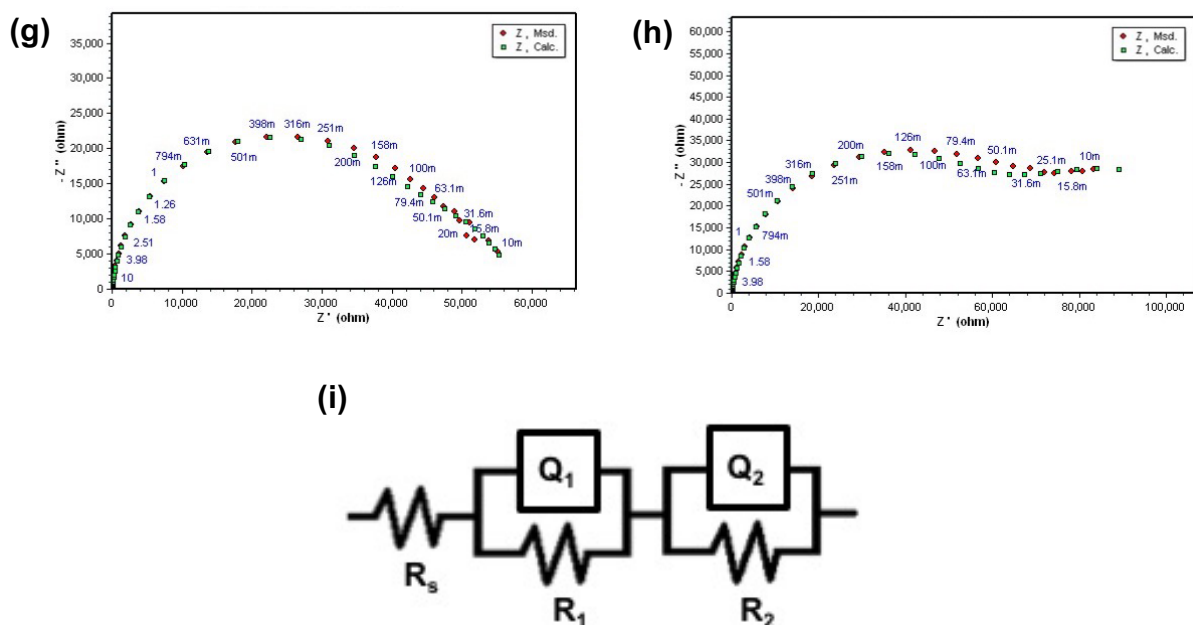 (g)
- Z'' (ohm)
35,000
30,000
25,000
20,000
15,000
10,000
5,000
0
Z , Msd.
Z , Calc.
398m 316m 251m 158m
631m
501m 200m 100m
794m 126m 63.1m
1 79.4m 31.6m
1.26 50.1m 15.8m
1.58 20m 10m
2.51
3.98
10
0 10,000 20,000 30,000 40,000 50,000 60,000
Z ' (ohm)
(h)
- Z'' (ohm)
60,000
55,000
50,000
45,000
40,000
35,000
30,000
25,000
20,000
15,000
10,000
5,000
0
Z , Msd.
Z , Calc.
126m 79.4m
200m 50.1m
316m 158m 100m 25.1m 10m
398m 251m 63.1m
501m 31.6m 15.8m
1 794m
1.58
3.98
0 20,000 40,000 60,000 80,000 100,000
Z ' (ohm)
(i)
Q1 Q2
Rs
R1 R2